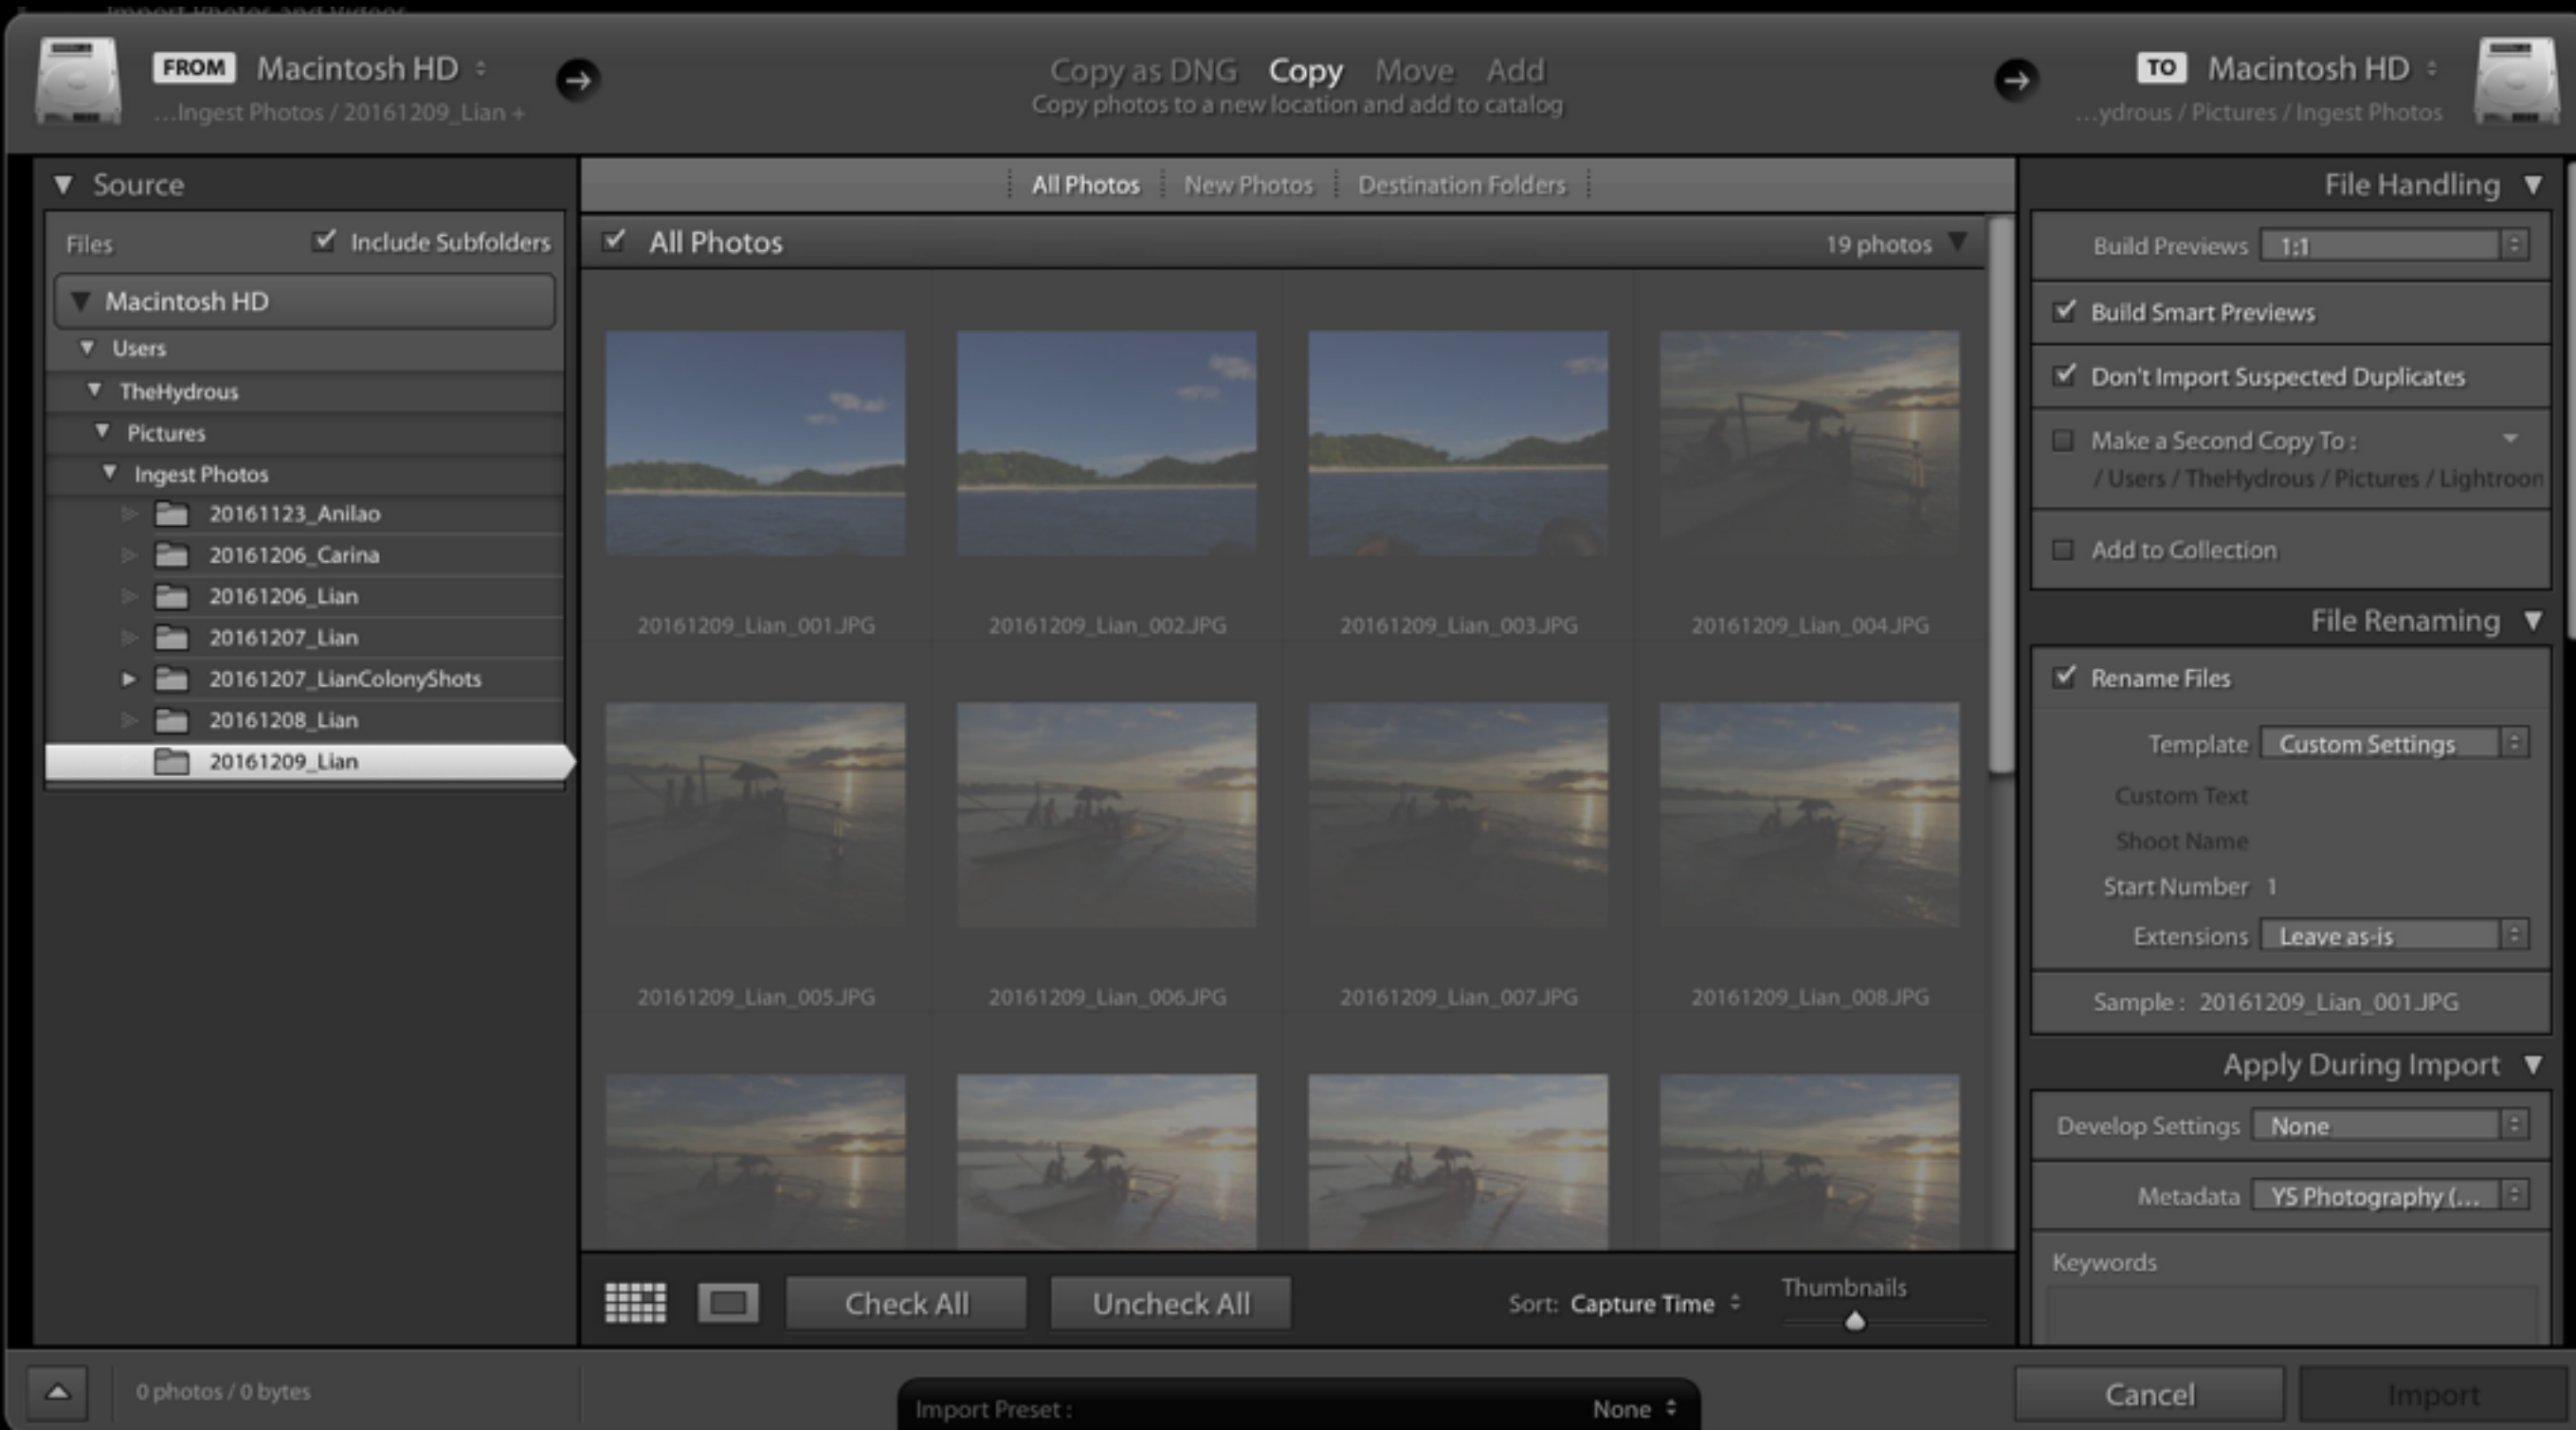 Import Photos and Videos
FROM Macintosh HD
...Ingest Photos / 20161209_Lian +
Copy as DNG Copy Move Add
Copy photos to a new location and add to catalog
TO Macintosh HD
...ydrous / Pictures / Ingest Photos
Source
Files Include Subfolders
Macintosh HD
Users
TheHydrous
Pictures
Ingest Photos
20161123_Anilao
20161206_Carina
20161206_Lian
20161207_Lian
20161207_LianColonyShots
20161208_Lian
20161209_Lian
All Photos New Photos Destination Folders
All Photos 19 photos
20161209_Lian_001.JPG 20161209_Lian_002.JPG 20161209_Lian_003.JPG 20161209_Lian_004.JPG
20161209_Lian_005.JPG 20161209_Lian_006.JPG 20161209_Lian_007.JPG 20161209_Lian_008.JPG
Check All Uncheck All Sort: Capture Time Thumbnails
File Handling
Build Previews 1:1
Build Smart Previews
Don't Import Suspected Duplicates
Make a Second Copy To :
/ Users / TheHydrous / Pictures / Lightroon
Add to Collection
File Renaming
Rename Files
Template Custom Settings
Custom Text
Shoot Name
Start Number 1
Extensions Leave as-is
Sample : 20161209_Lian_001.JPG
Apply During Import
Develop Settings None
Metadata YS Photography (...
Keywords
0 photos / 0 bytes
Import Preset : None
Cancel Import